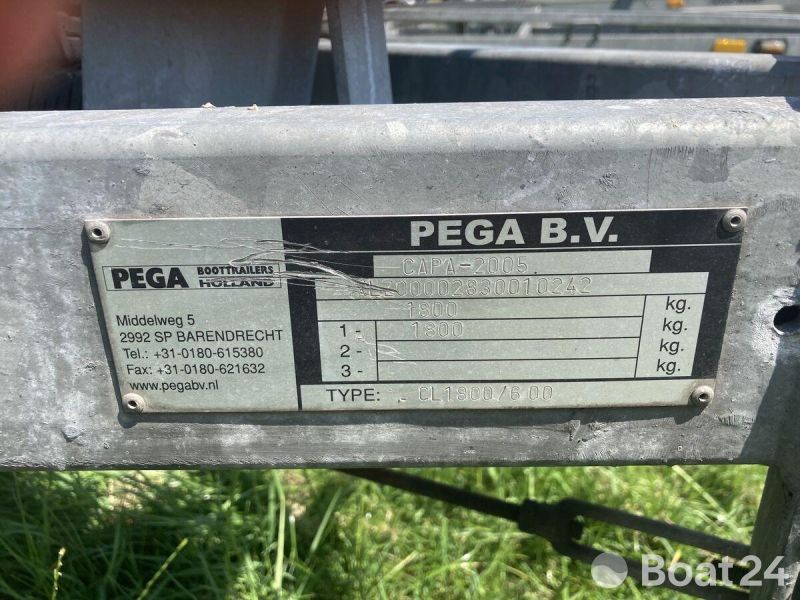 PEGA BOOTTRAILERS
HOLLAND
Middelweg 5
2992 SP BARENDRECHT
Tel.: +31-0180-615380
Fax: +31-0180-621632
www.pegabv.nl
PEGA B.V.
CAPA-2005
1800 kg.
1- 1800 kg.
2- kg.
3- kg.
TYPE: CL1800/600
Boat24